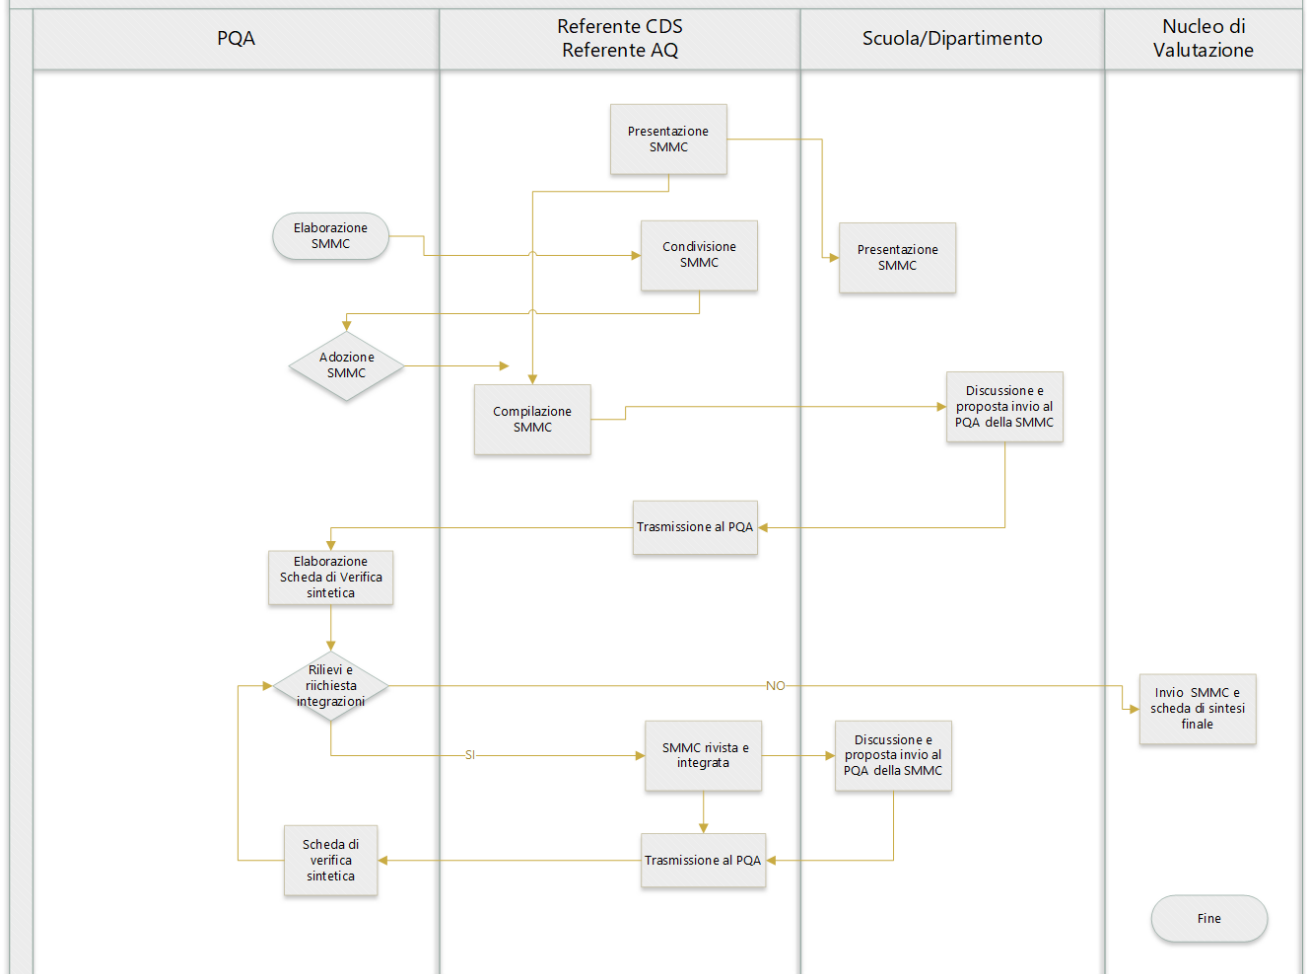 PQA
Referente CDS
Referente AQ
Scuola/Dipartimento
Nucleo di
Valutazione
Presentazione
SMMC
Elaborazione
SMMC
Condivisione
SMMC
Presentazione
SMMC
Adozione
SMMC
Compilazione
SMMC
Discussione e
proposta invio al
PQA della SMMC
Trasmissione al PQA
Elaborazione
Scheda di Verifica
sintetica
Rilievi e
riichiesta
integrazioni
NO
Invio SMMC e
scheda di sintesi
finale
SI
SMMC rivista e
integrata
Discussione e
proposta invio al
PQA della SMMC
Scheda di
verifica
sintetica
Trasmissione al PQA
Fine